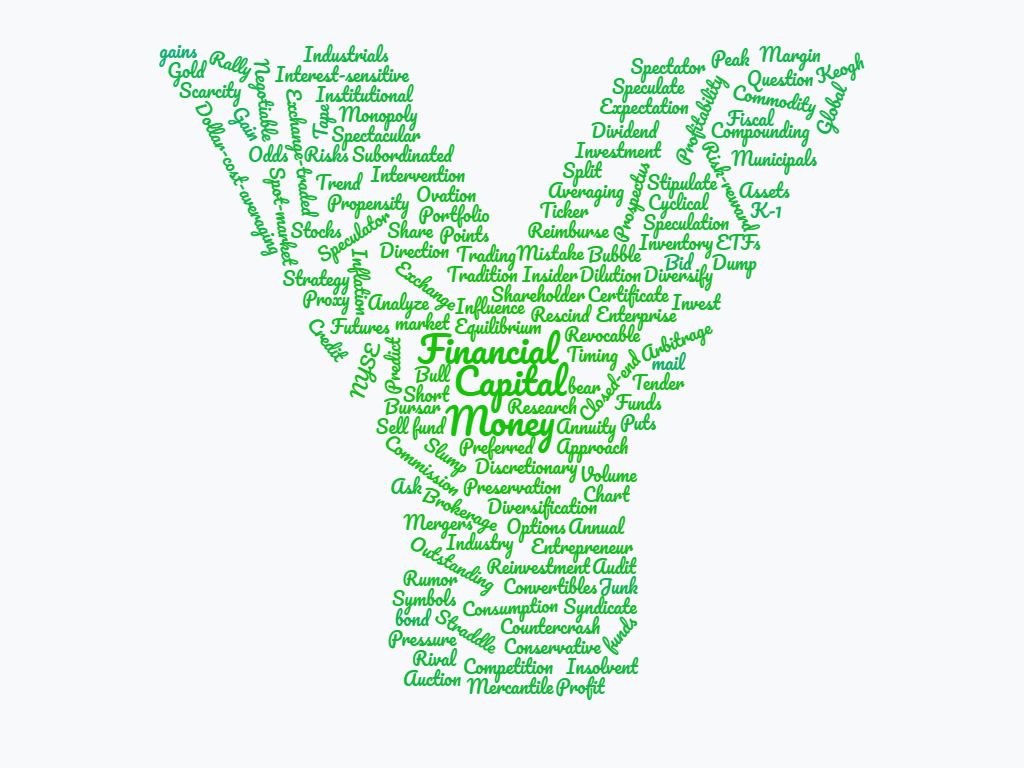 gains
Industrials
Margin
Gold
Rally
Interest-sensitive
Spectator
Peak
Question
Keogh
Scarcity
Negotiable
Institutional
Speculate
Profitability
Commodity
Global
Dollar-cost-averaging
Gain
Exchange-traded
Tape
Monopoly
Expectation
Fiscal
Spectacular
Dividend
Compounding
Odds
Risks
Subordinated
Investment
Risk-reward
Municipals
Spot-market
Trend
Intervention
Split
Prospectus
Stipulate
Assets
Propensity
Ovation
Averaging
Cyclical
K-1
Stocks
Speculator
Share
Portfolio
Ticker
Speculation
Points
Reimburse
Inventory
ETFs
Inflation
Direction
Trading
Mistake
Bubble
Bid
Dump
Strategy
Exchange
Tradition
Insider
Dilution
Diversify
Proxy
Analyze
Influence
Shareholder
Certificate
Invest
Credit
Futures
market
Equilibrium
Rescind
Enterprise
Revocable
NYSE
Predict
Financial
Timing
Closed-end
Arbitrage
mail
Bull
Capital
bear
Tender
Short
Bursar
Research
Funds
Sell
fund
Money
Annuity
Puts
Commission
Slump
Preferred
Approach
Discretionary
Volume
Ask
Brokerage
Preservation
Chart
Diversification
Mergers
Options
Annual
Outstanding
Industry
Entrepreneur
Reinvestment
Audit
Rumor
Convertibles
Junk
Symbols
Consumption
Syndicate
bond
Straddle
Countercrash
funds
Pressure
Conservative
Rival
Competition
Insolvent
Auction
Mercantile
Profit